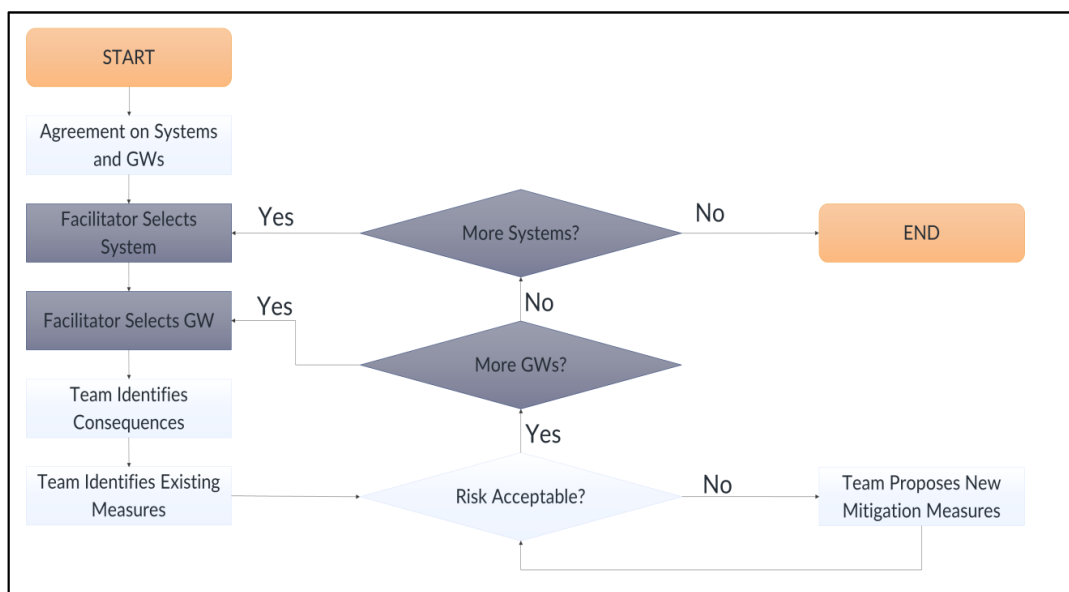 START
Agreement on Systems
and GWs
Facilitator Selects
System
Yes
More Systems?
No
END
Facilitator Selects GW
Yes
No
More GWs?
Team Identifies
Consequences
Yes
Team Identifies Existing
Measures
Risk Acceptable?
No
Team Proposes New
Mitigation Measures